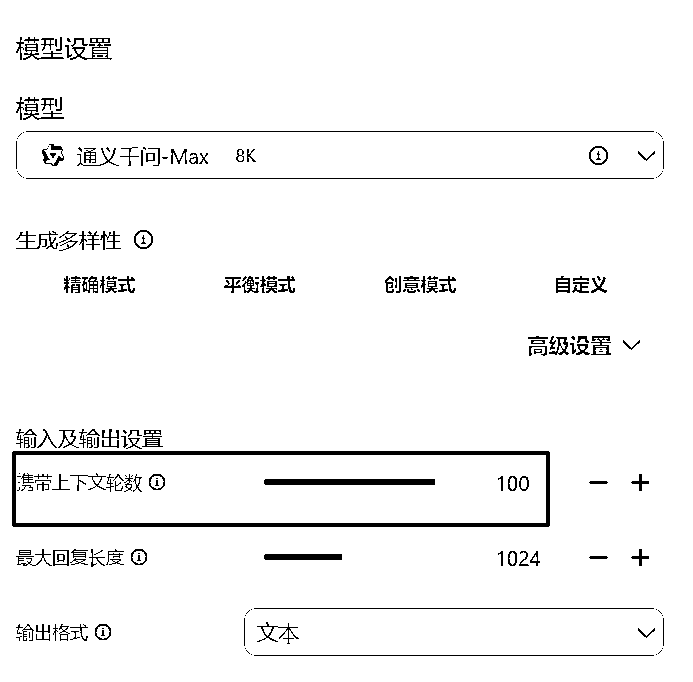 模型设置
模型
通义千问-Max 8K
生成多样性
精确模式 平衡模式 创意模式 自定义
高级设置
输入及输出设置
携带上下文轮数 100 − +
最大回复长度 1024 − +
输出格式 文本